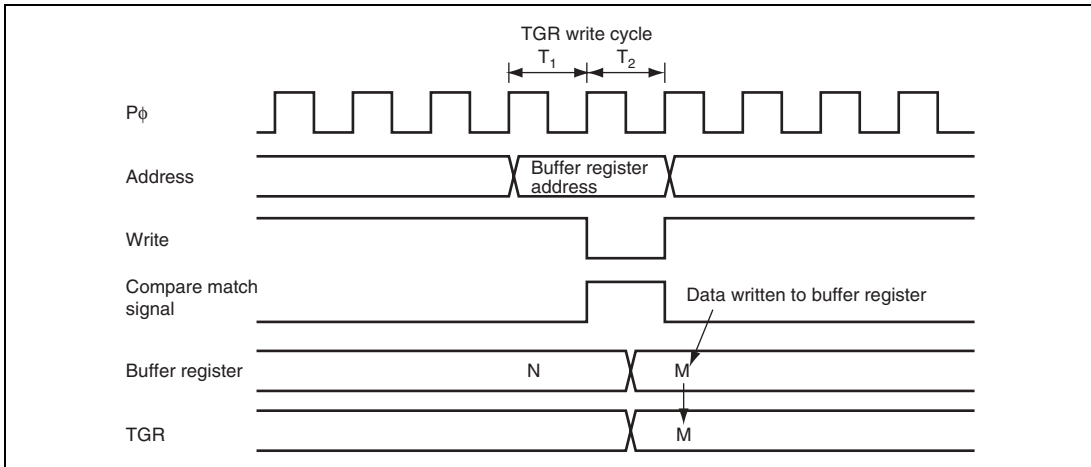 TGR write cycle
T1 T2
Pϕ
Address
Buffer register
address
Write
Compare match
signal
Data written to buffer register
Buffer register
N
M
TGR
M